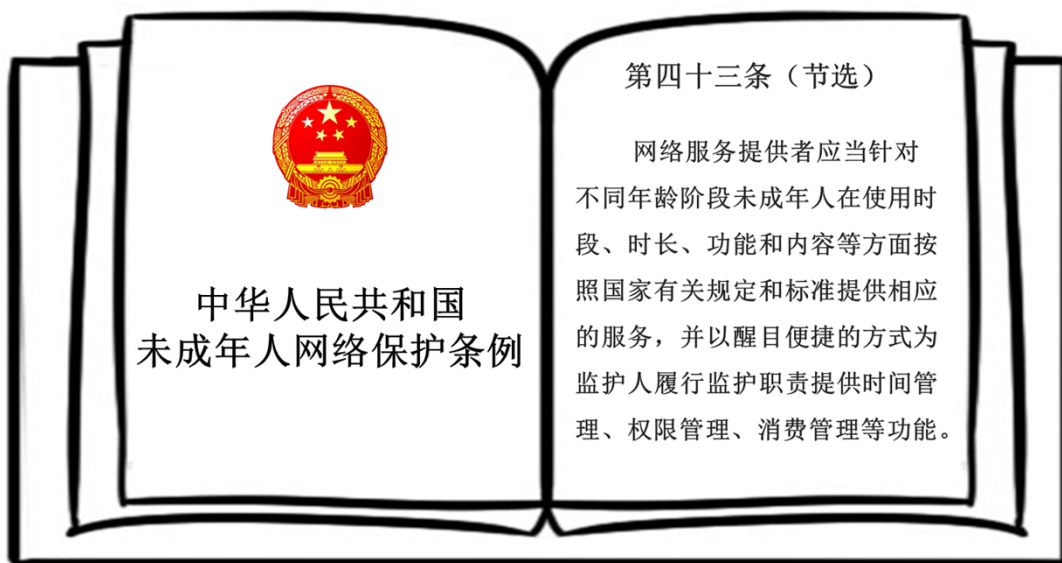 中华人民共和国
未成年人网络保护条例
第四十三条（节选）
网络服务提供者应当针对
不同年龄阶段未成年人在使用时
段、时长、功能和内容等方面按
照国家有关规定和标准提供相应
的服务，并以醒目便捷的方式为
监护人履行监护职责提供时间管
理、权限管理、消费管理等功能。